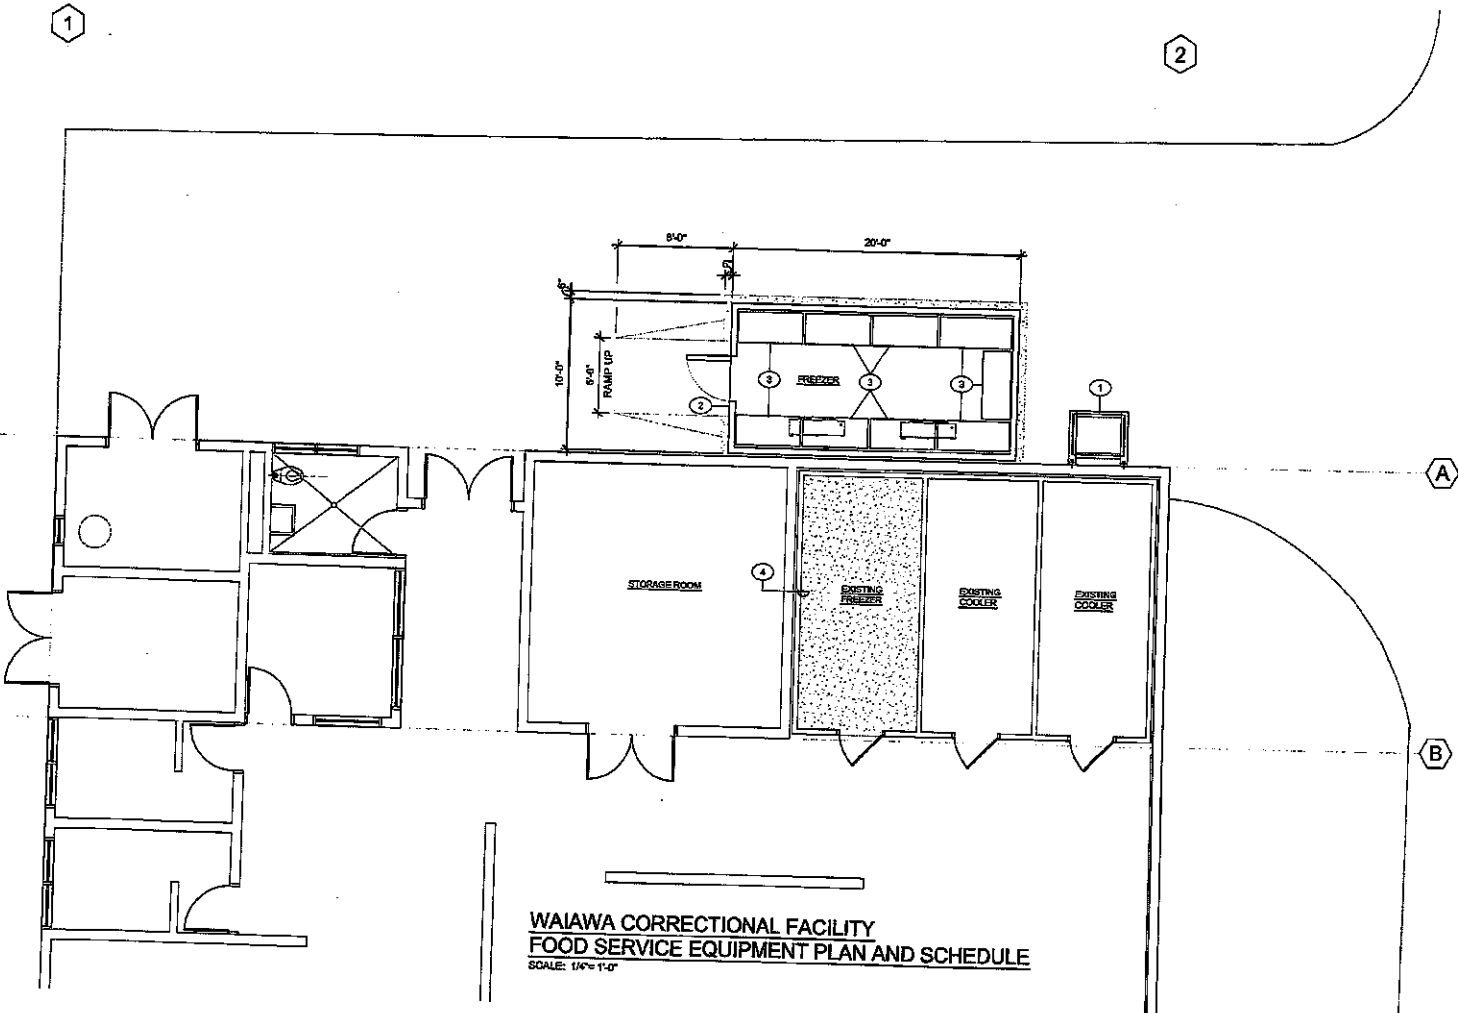 1
2
8'-0"
20'-0"
6"
10'-0"
6'-0"
RAMP UP
3
FREEZER
3
3
2
1
A
STORAGE ROOM
4
EXISTING
FREEZER
EXISTING
COOLER
EXISTING
COOLER
B
WAIAWA CORRECTIONAL FACILITY
FOOD SERVICE EQUIPMENT PLAN AND SCHEDULE
SCALE: 1/4"= 1'-0"